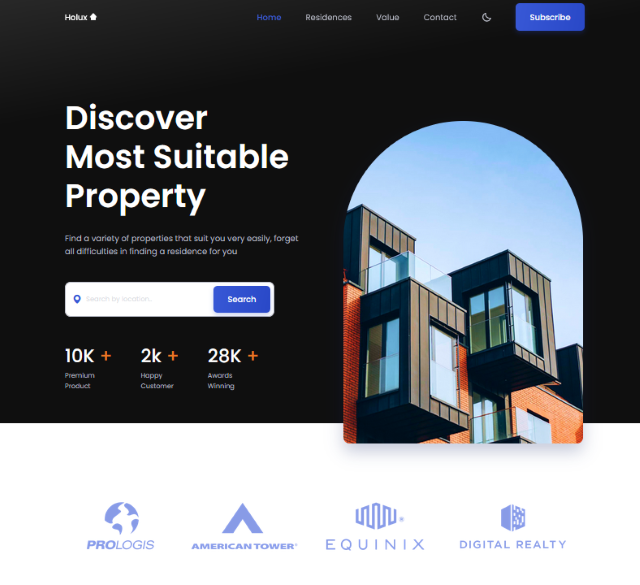 Holux
Home
Residences
Value
Contact
Subscribe
Discover
Most Suitable
Property
Find a variety of properties that suit you very easily, forget
all difficulties in finding a residence for you
Search by location...
Search
10K +
2k +
28K +
Premium
Product
Happy
Customer
Awards
Winning
PROLOGIS
AMERICAN TOWER®
EQUINIX®
DIGITAL REALTY